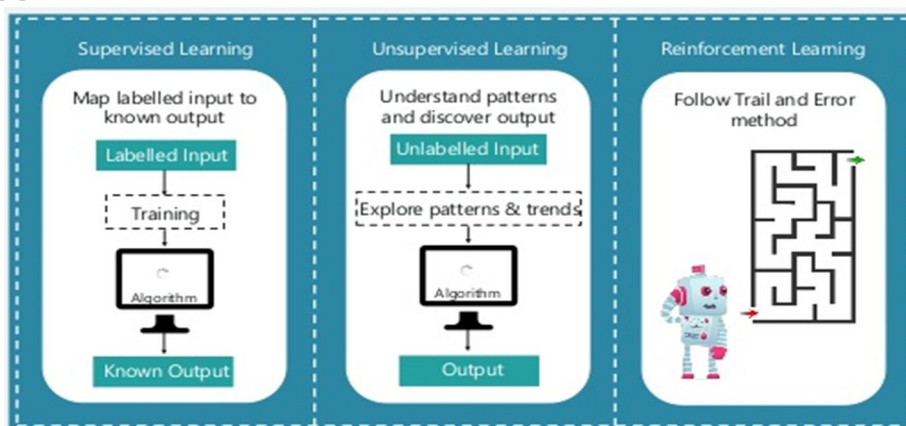 Supervised Learning
Map labelled input to
known output
Labelled Input
Training
Algorithm
Known Output
Unsupervised Learning
Understand patterns
and discover output
Unlabelled Input
Explore patterns & trends
Algorithm
Output
Reinforcement Learning
Follow Trail and Error
method